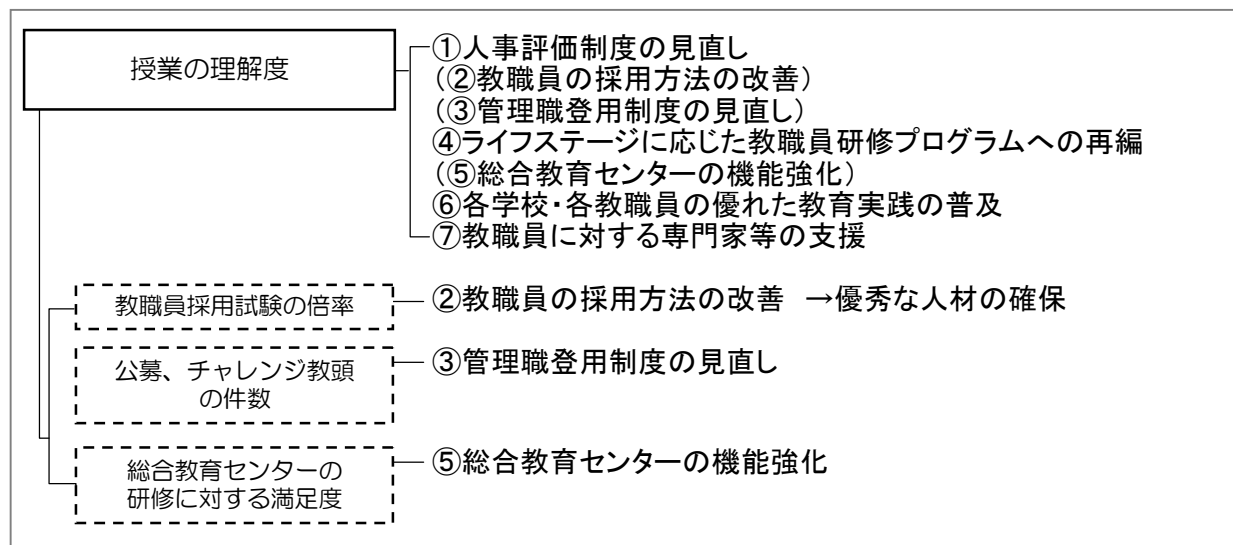 授業の理解度
①人事評価制度の見直し
(②教職員の採用方法の改善)
(③管理職登用制度の見直し)
④ライフステージに応じた教職員研修プログラムへの再編
(⑤総合教育センターの機能強化)
⑥各学校・各教職員の優れた教育実践の普及
⑦教職員に対する専門家等の支援
教職員採用試験の倍率
②教職員の採用方法の改善 →優秀な人材の確保
公募、チャレンジ教頭
の件数
③管理職登用制度の見直し
総合教育センターの
研修に対する満足度
⑤総合教育センターの機能強化